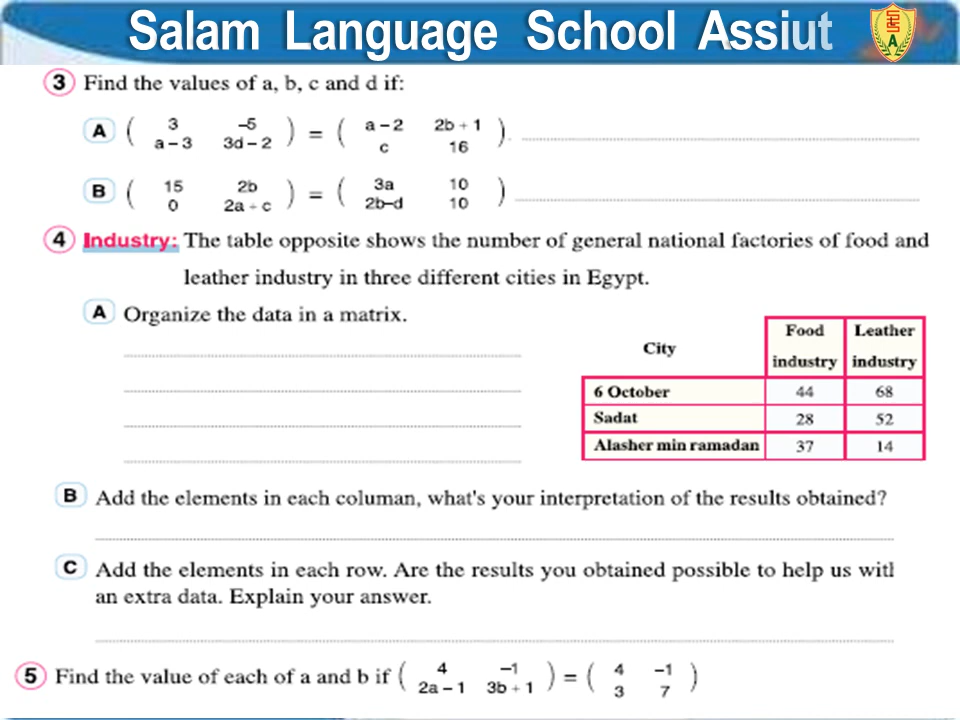 Salam Language School Assiut
3 Find the values of a, b, c and d if:
A ( 3 –5 ) = ( a – 2 2b + 1 )
a – 3 3d – 2 c 16
B ( 15 2b ) = ( 3a 10 )
0 2a + c 2b–d 10
4 Industry: The table opposite shows the number of general national factories of food and
leather industry in three different cities in Egypt.
A Organize the data in a matrix.
City Food industry Leather industry
6 October 44 68
Sadat 28 52
Alasher min ramadan 37 14
B Add the elements in each columan, what's your interpretation of the results obtained?
C Add the elements in each row. Are the results you obtained possible to help us witl
an extra data. Explain your answer.
5 Find the value of each of a and b if ( 4 –1 ) = ( 4 –1 )
2a – 1 3b + 1 3 7